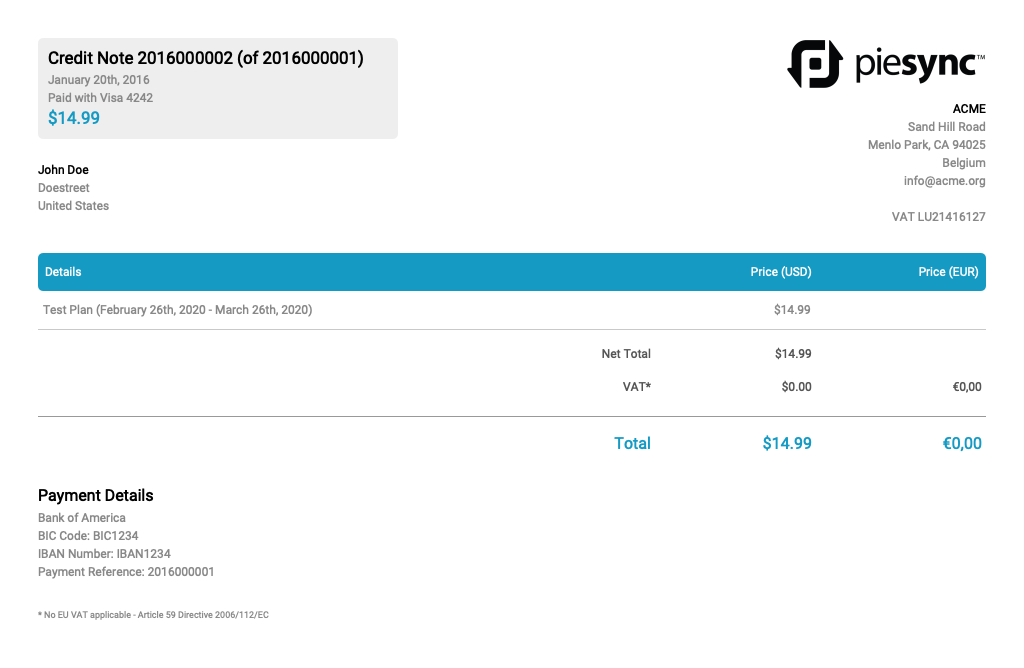 Credit Note 2016000002 (of 2016000001)
January 20th, 2016
Paid with Visa 4242
$14.99
piesync™
ACME
Sand Hill Road
Menlo Park, CA 94025
Belgium
info@acme.org
VAT LU21416127
John Doe
Doestreet
United States
Details Price (USD) Price (EUR)
Test Plan (February 26th, 2020 - March 26th, 2020) $14.99
Net Total $14.99
VAT* $0.00 €0,00
Total $14.99 €0,00
Payment Details
Bank of America
BIC Code: BIC1234
IBAN Number: IBAN1234
Payment Reference: 2016000001
* No EU VAT applicable - Article 59 Directive 2006/112/EC